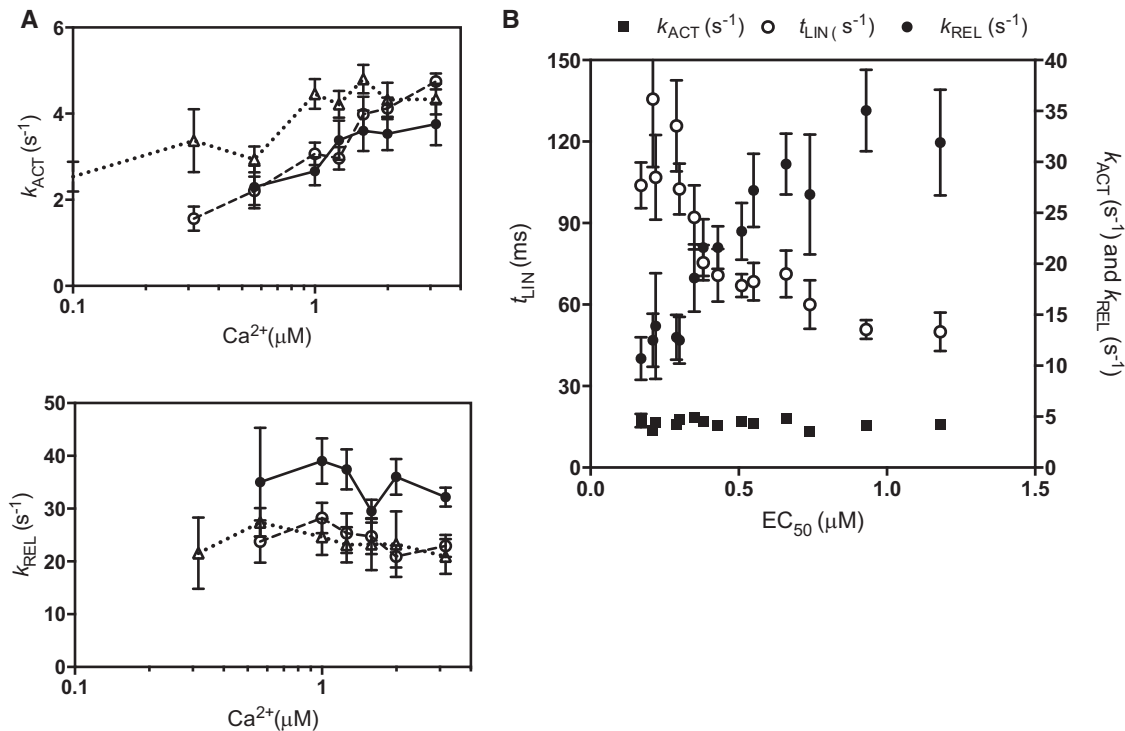 A
6
4
2
0
k_ACT (s⁻¹)
0.1 1
Ca²⁺(μM)
50
40
30
20
10
0
k_REL (s⁻¹)
0.1 1
Ca²⁺(μM)
B
k_ACT (s⁻¹) t_LIN ( s⁻¹) k_REL (s⁻¹)
150
120
90
60
30
0
t_LIN (ms)
40
35
30
25
20
15
10
5
0
k_ACT (s⁻¹) and k_REL
(s⁻¹)
0.0 0.5 1.0 1.5
EC₅₀ (μM)